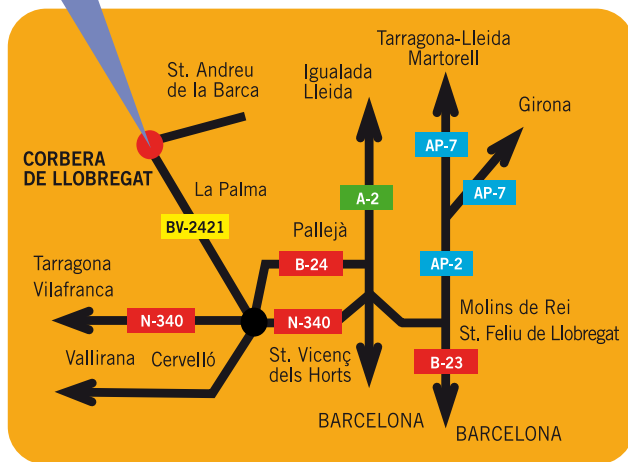 Tarragona-Lleida
Martorell
St. Andreu
de la Barca
Igualada
Lleida
Girona
AP-7
CORBERA
DE LLOBREGAT
La Palma
A-2
AP-7
BV-2421
Pallejà
Tarragona
Vilafranca
B-24
AP-2
N-340
N-340
Molins de Rei
St. Feliu de Llobregat
Vallirana
Cervelló
St. Vicenç
dels Horts
B-23
BARCELONA
BARCELONA